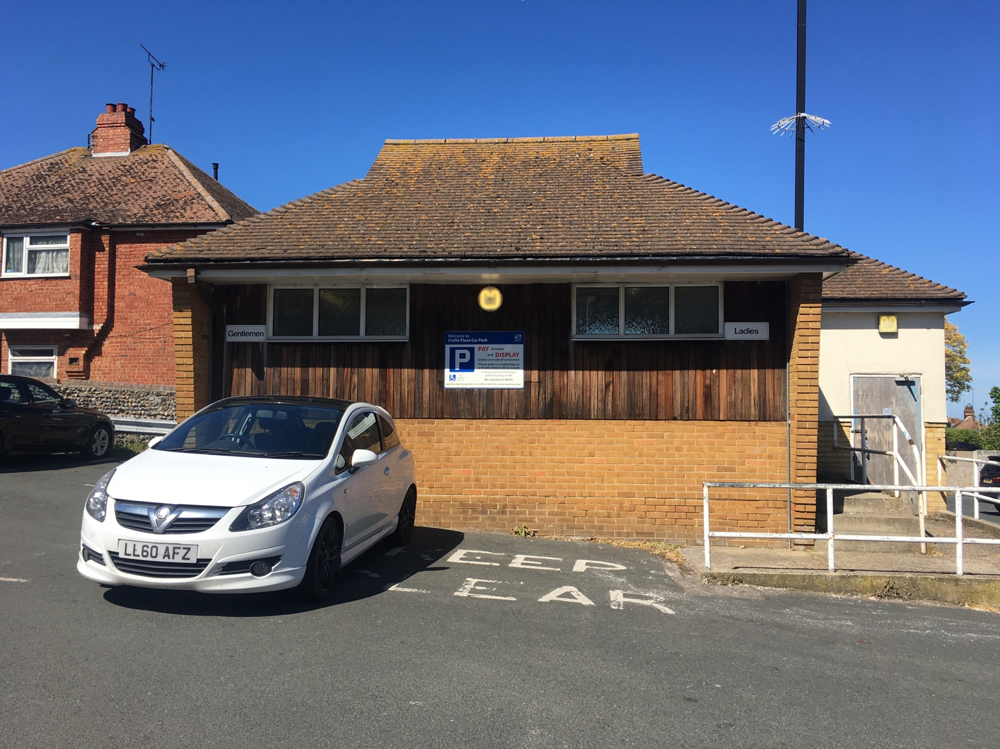 Gentlemen
Ladies
Welcome to
Crofts Place Car Park
P
PAY at meter
and DISPLAY
tickets on inside of windscreen
Please park in a marked bay or
a Penalty Notice will be issued
In busy periods find space
before buying ticket
No coaches or HGVs
LL60 AFZ
EEP
LEAR